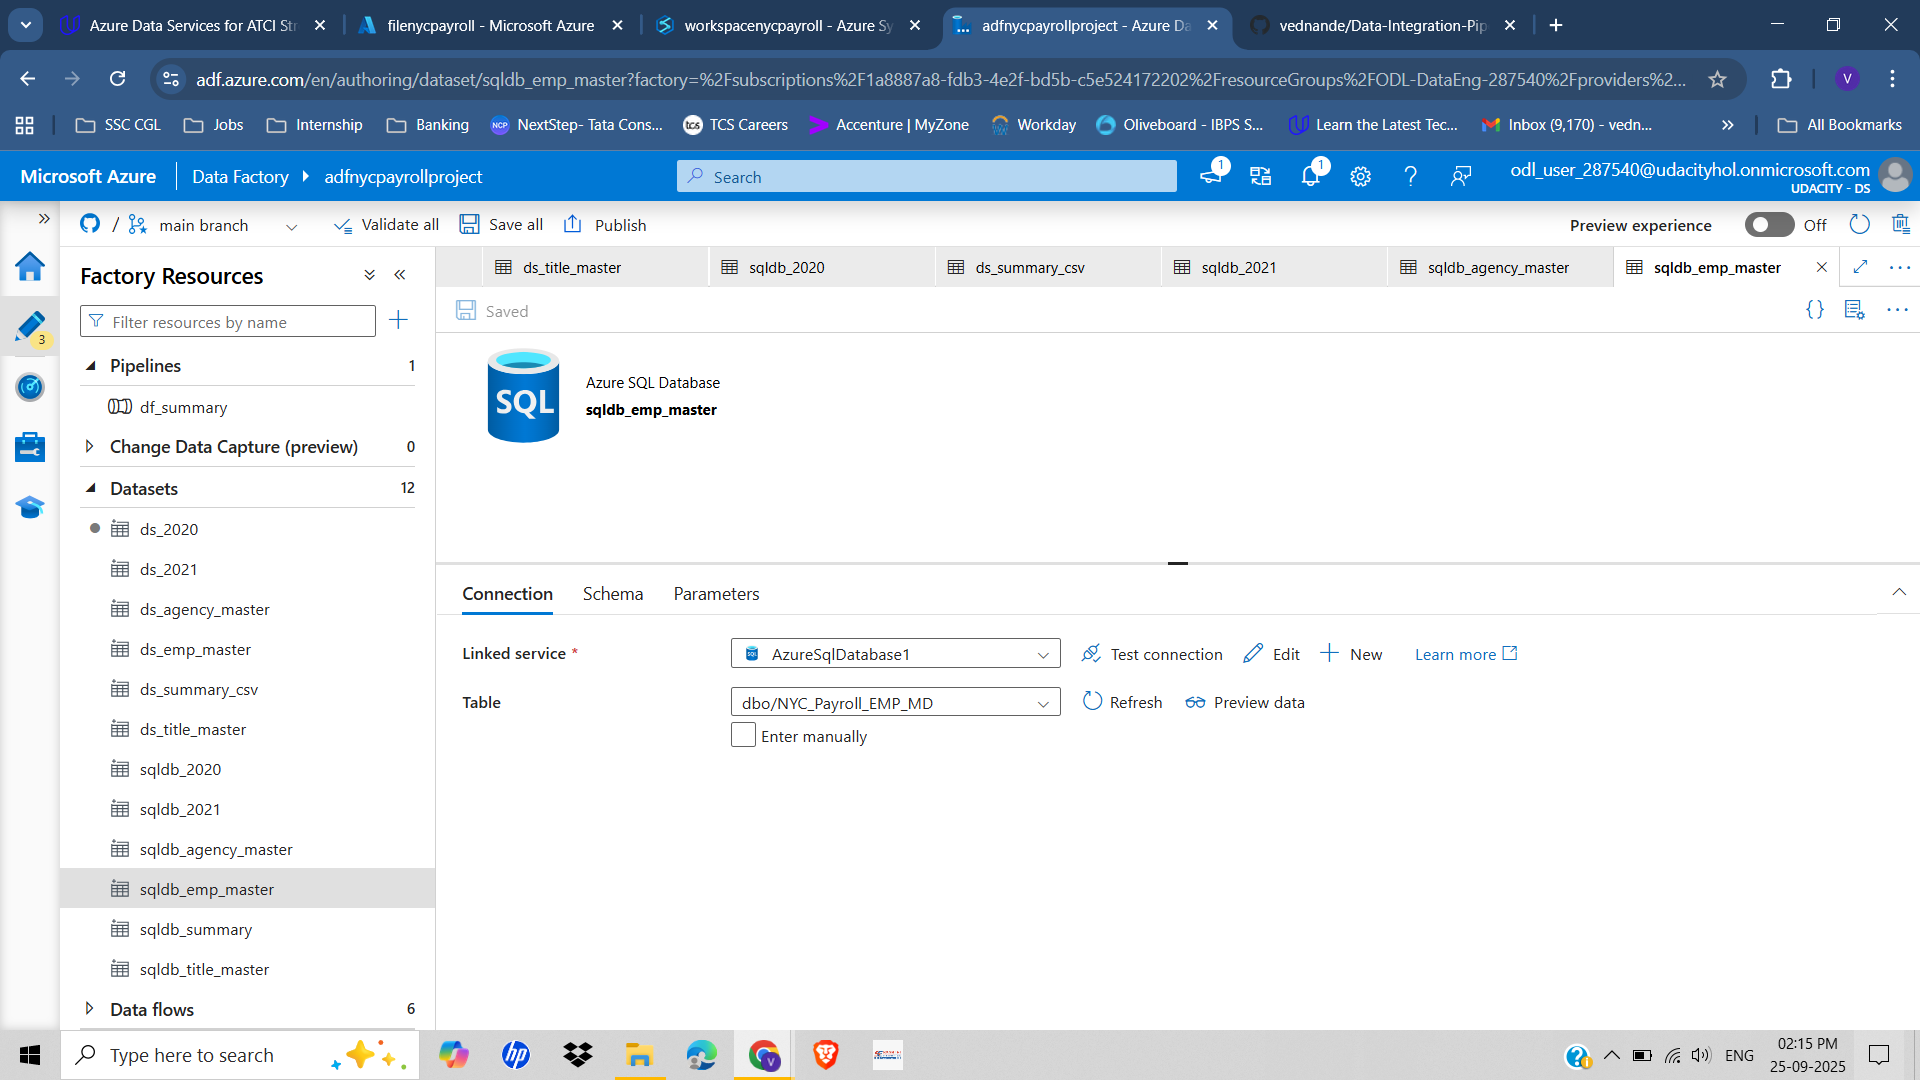 Azure Data Services for ATCI Str
filenycpayroll - Microsoft Azure
workspacenycpayroll - Azure Sy
adfnycpayrollproject - Azure Da
vednande/Data-Integration-Pip
adf.azure.com/en/authoring/dataset/sqldb_emp_master?factory=%2Fsubscriptions%2F1a8887a8-fdb3-4e2f-bd5b-c5e524172202%2FresourceGroups%2FODL-DataEng-287540%2Fproviders%2...
V
SSC CGL
Jobs
Internship
Banking
NCP
NextStep- Tata Cons...
tcs
TCS Careers
Accenture | MyZone
Workday
Oliveboard - IBPS S...
Learn the Latest Tec...
Inbox (9,170) - vedn...
All Bookmarks
Microsoft Azure
Data Factory
adfnycpayrollproject
Search
1
1
odl_user_287540@udacityhol.onmicrosoft.com
UDACITY - DS
/
main branch
Validate all
Save all
Publish
Preview experience
Off
Factory Resources
ds_title_master
sqldb_2020
ds_summary_csv
sqldb_2021
sqldb_agency_master
sqldb_emp_master
Filter resources by name
Saved
3
Pipelines 1
df_summary
Change Data Capture (preview) 0
Datasets 12
ds_2020
ds_2021
ds_agency_master
ds_emp_master
ds_summary_csv
ds_title_master
sqldb_2020
sqldb_2021
sqldb_agency_master
sqldb_emp_master
sqldb_summary
sqldb_title_master
Data flows 6
SQL
Azure SQL Database
sqldb_emp_master
Connection Schema Parameters
Linked service *
SQL
AzureSqlDatabase1
Test connection
Edit
New
Learn more
Table
dbo/NYC_Payroll_EMP_MD
Refresh
Preview data
Enter manually
Type here to search
hp
V
ENG
02:15 PM
25-09-2025